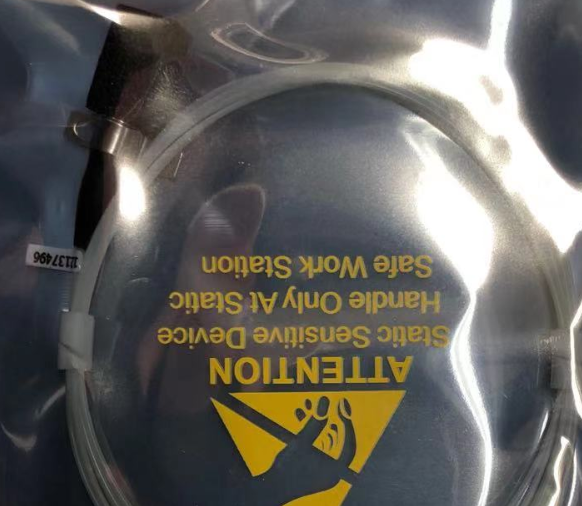 ATTENTION
Static Sensitive Device
Handle Only At Static
Safe Work Station